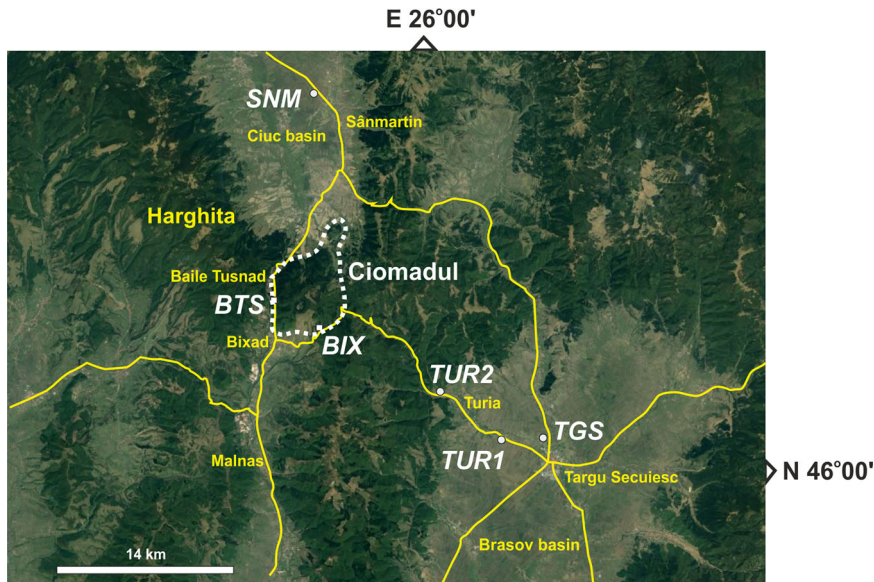 E 26°00'
SNM
Sânmartin
Ciuc basin
Harghita
Ciomadul
Baile Tusnad
BTS
Bixad
BIX
TUR2
Turia
TGS
TUR1
Malnas
Targu Secuiesc
N 46°00'
Brasov basin
14 km